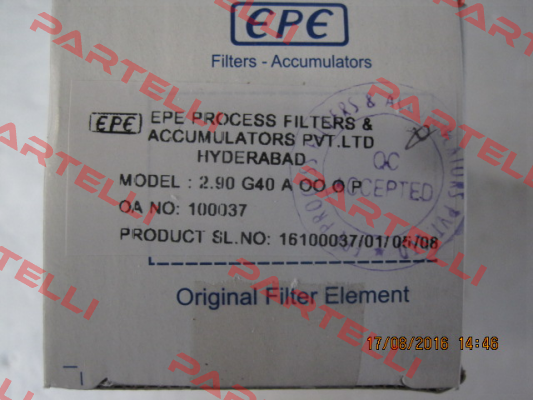 EPE
Filters - Accumulators
EPE EPE PROCESS FILTERS &
ACCUMULATORS PVT.LTD
HYDERABAD
MODEL : 2.90 G40 A OO O P
OA NO: 100037
PRODUCT SL.NO: 16100037/01/05/08
QC
ACCEPTED
Original Filter Element
17/08/2016 14:46
PARTELLI
PARTELLI
PARTELLI
PARTELLI
PARTELLI